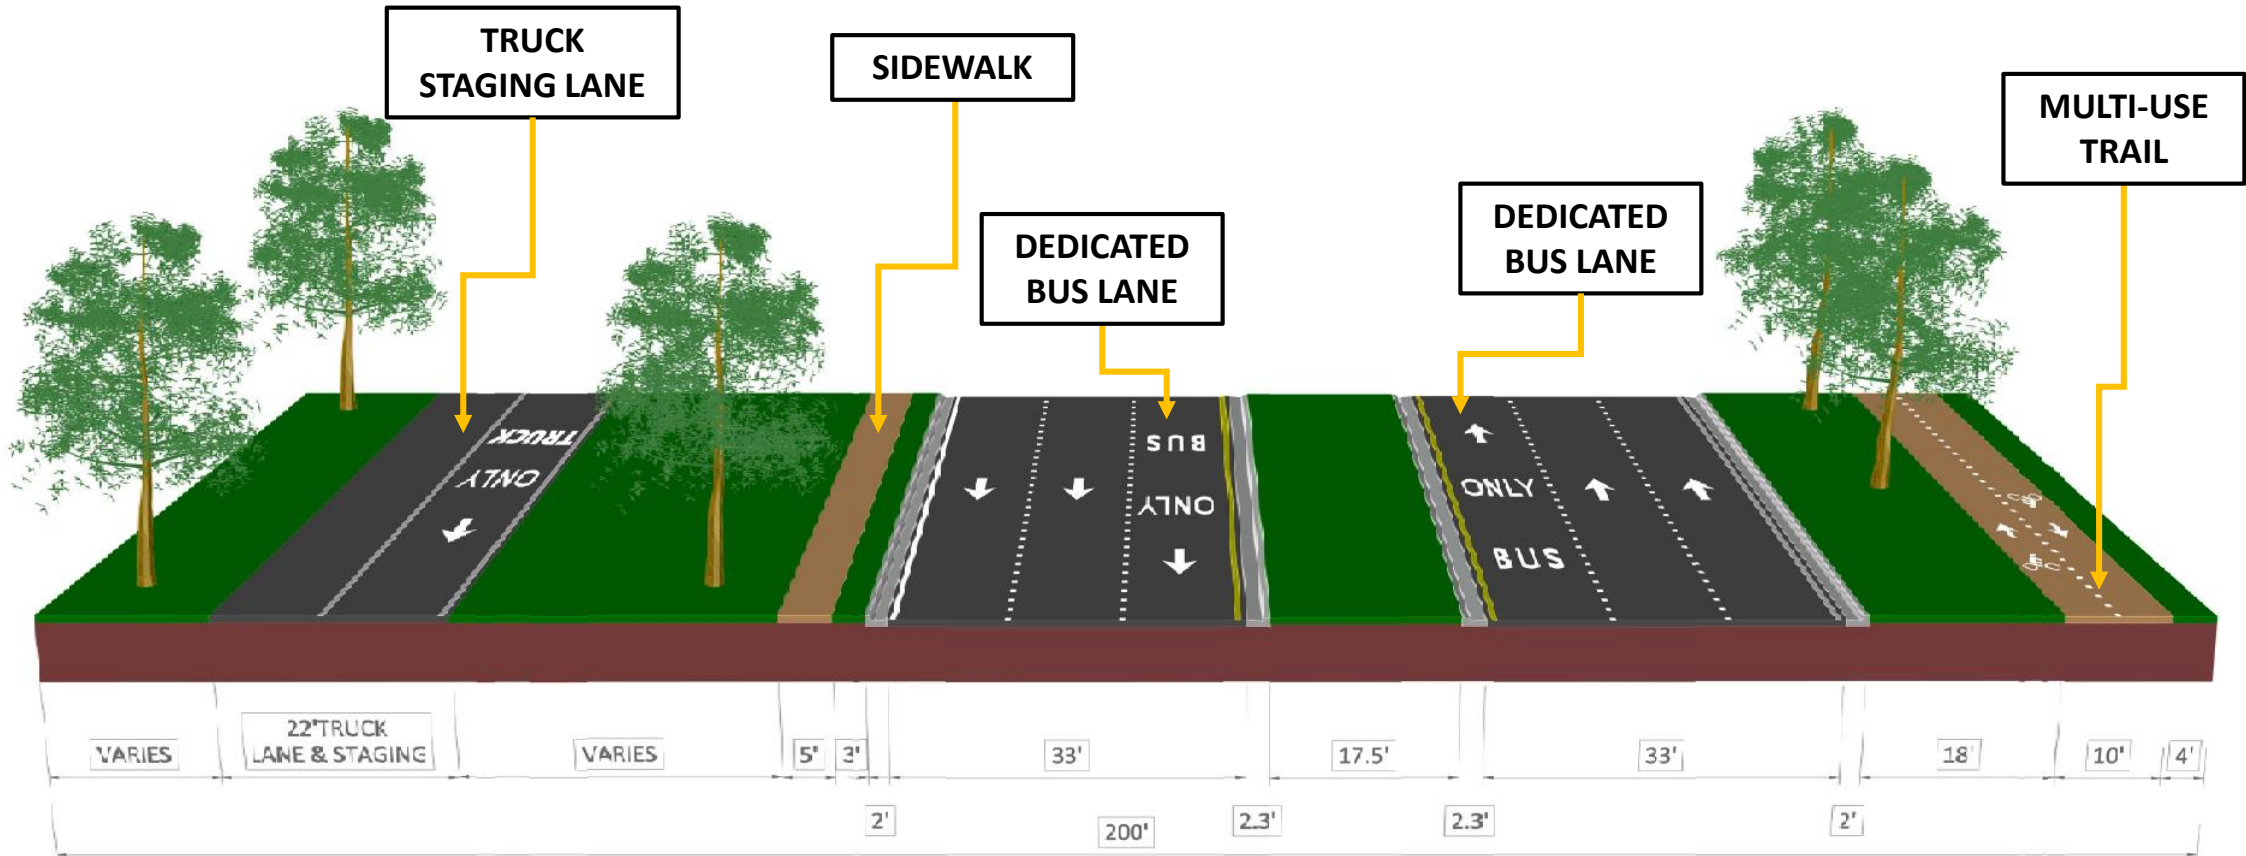 TRUCK
STAGING LANE
SIDEWALK
MULTI-USE
TRAIL
DEDICATED
BUS LANE
DEDICATED
BUS LANE
TRUCK
ONLY
BUS
ONLY
ONLY
BUS
VARIES
22'TRUCK
LANE & STAGING
VARIES
5'
3'
33'
17.5'
33'
18'
10'
4'
2'
200'
2.3'
2.3'
2'